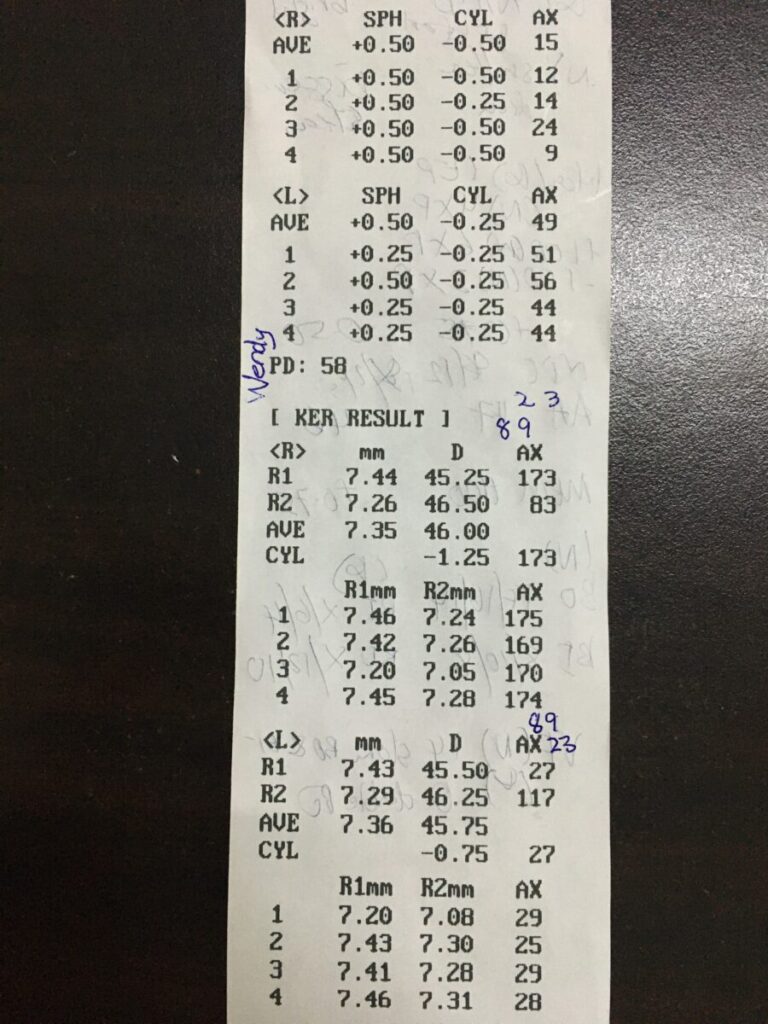 <R> SPH CYL AX
AVE +0.50 -0.50 15
1 +0.50 -0.50 12
2 +0.50 -0.25 14
3 +0.50 -0.50 24
4 +0.50 -0.50 9
<L> SPH CYL AX
AVE +0.50 -0.25 49
1 +0.25 -0.25 51
2 +0.50 -0.25 56
3 +0.25 -0.25 44
4 +0.25 -0.25 44
Wendy
PD: 58
23
[ KER RESULT ] 89
<R> mm D AX
R1 7.44 45.25 173
R2 7.26 46.50 83
AVE 7.35 46.00
CYL -1.25 173
R1mm R2mm AX
1 7.46 7.24 175
2 7.42 7.26 169
3 7.20 7.05 170
4 7.45 7.28 174
89
<L> mm D AX 23
R1 7.43 45.50 27
R2 7.29 46.25 117
AVE 7.36 45.75
CYL -0.75 27
R1mm R2mm AX
1 7.20 7.08 29
2 7.43 7.30 25
3 7.41 7.28 29
4 7.46 7.31 28